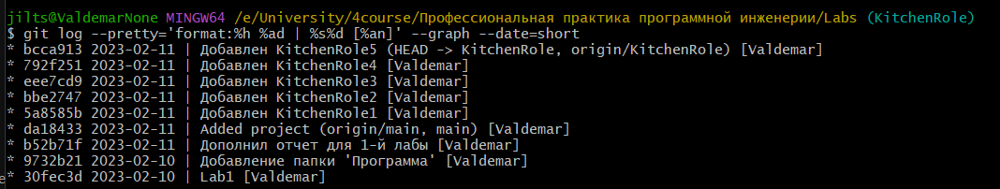 jilts@ValdemarNone MINGW64 /e/University/4course/Профессиональная практика программной инженерии/Labs (KitchenRole)
$ git log --pretty='format:%h %ad | %s%d [%an]' --graph --date=short
* bcca913 2023-02-11 | Добавлен KitchenRole5 (HEAD -> KitchenRole, origin/KitchenRole) [Valdemar]
* 792f251 2023-02-11 | Добавлен KitchenRole4 [Valdemar]
* eee7cd9 2023-02-11 | Добавлен KitchenRole3 [Valdemar]
* bbe2747 2023-02-11 | Добавлен KitchenRole2 [Valdemar]
* 5a8585b 2023-02-11 | Добавлен KitchenRole1 [Valdemar]
* da18433 2023-02-11 | Added project (origin/main, main) [Valdemar]
* b52b71f 2023-02-11 | Дополнил отчет для 1-й лабы [Valdemar]
* 9732b21 2023-02-10 | Добавление папки 'Программа' [Valdemar]
* 30fec3d 2023-02-10 | Lab1 [Valdemar]